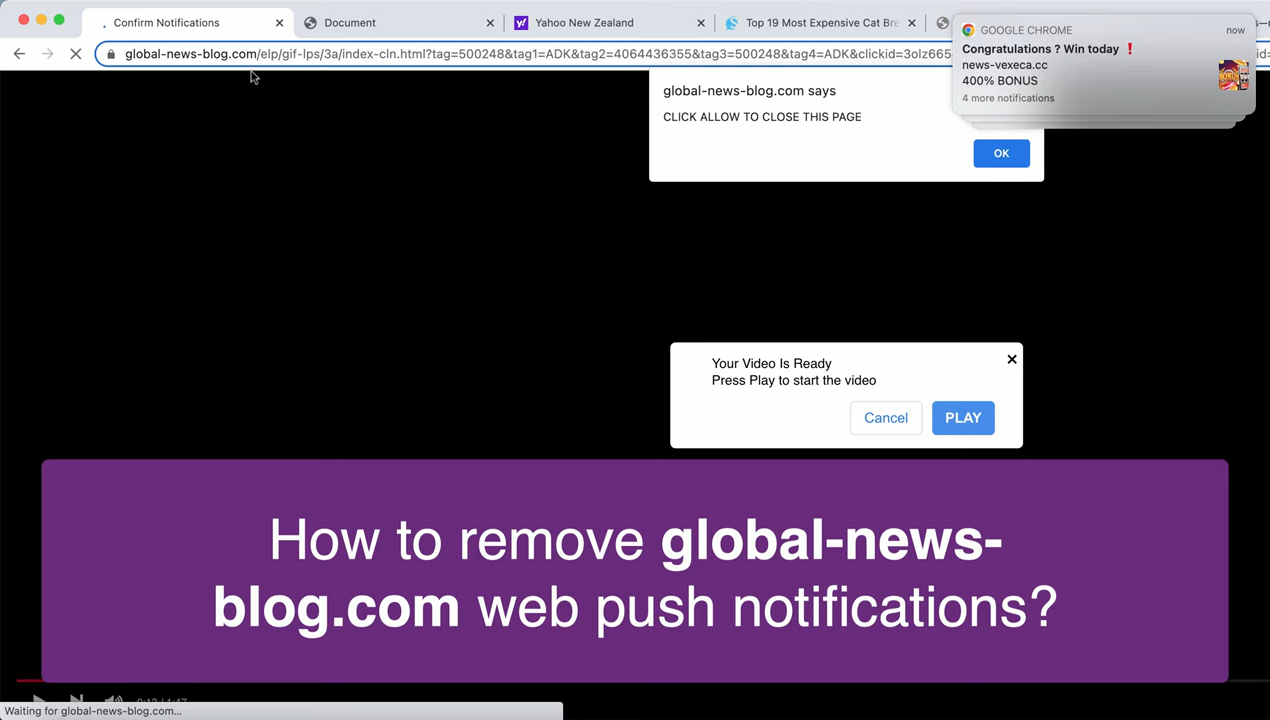 Confirm Notifications
Document
Yahoo New Zealand
Top 19 Most Expensive Cat Bre
global-news-blog.com/elp/gif-lps/3a/index-cln.html?tag=500248&tag1=ADK&tag2=4064436355&tag3=500248&tag4=ADK&clickid=3olz665
GOOGLE CHROME
now
Congratulations ? Win today ❗
news-vexeca.cc
400% BONUS
4 more notifications
global-news-blog.com says
CLICK ALLOW TO CLOSE THIS PAGE
OK
Your Video Is Ready
Press Play to start the video
Cancel
PLAY
How to remove global-news-
blog.com web push notifications?
Waiting for global-news-blog.com...